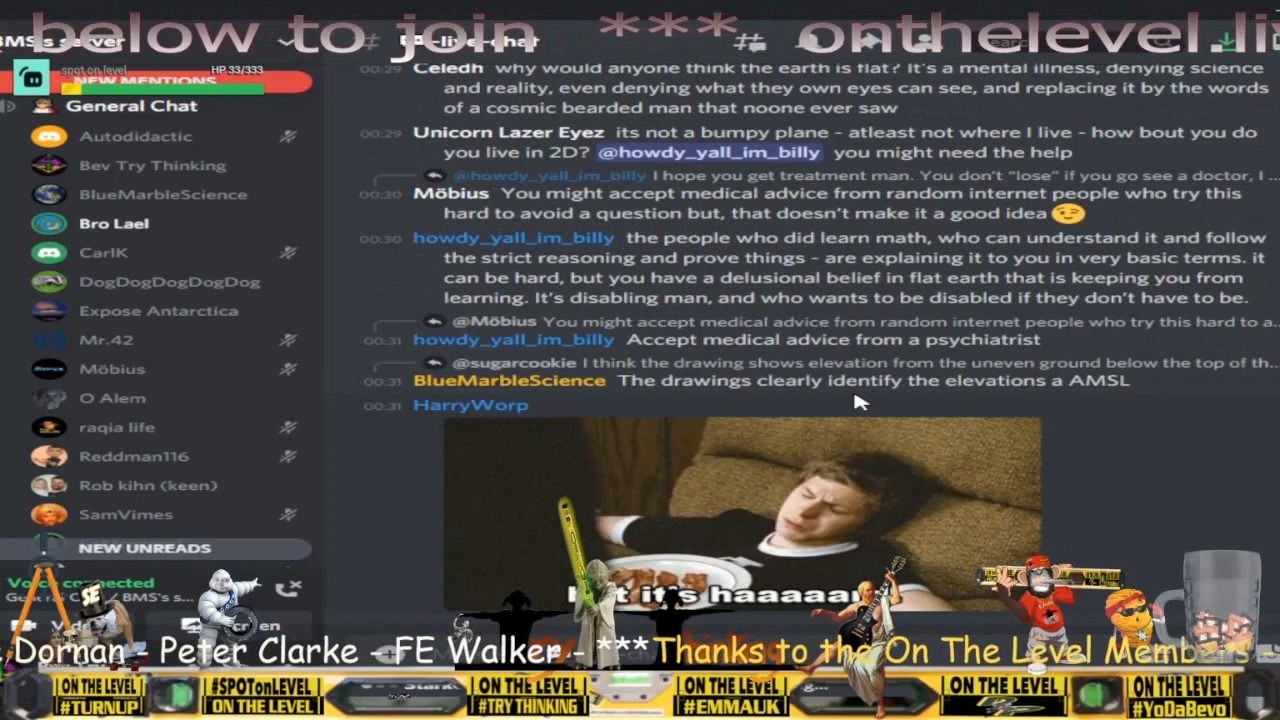 below to join *** onthelevel.li
BMS's server
live-chat
spot on level HP 33/333
NEW MENTIONS
General Chat
Autodidactic
Bev Try Thinking
BlueMarbleScience
Bro Lael
CarlK
DogDogDogDogDog
Expose Antarctica
Mr.42
Möbius
O Alem
raqia life
Reddman116
Rob kihn (keen)
SamVimes
NEW UNREADS
00:29 Celedh why would anyone think the earth is flat? It's a mental illness, denying science
and reality, even denying what they own eyes can see, and replacing it by the words
of a cosmic bearded man that noone ever saw
00:29 Unicorn Lazer Eyez its not a bumpy plane - atleast not where I live - how bout you do
you live in 2D? @howdy_yall_im_billy you might need the help
@howdy_yall_im_billy I hope you get treatment man. You don't "lose" if you go see a doctor, I ...
00:30 Möbius You might accept medical advice from random internet people who try this
hard to avoid a question but, that doesn't make it a good idea 😉
00:30 howdy_yall_im_billy the people who did learn math, who can understand it and follow
the strict reasoning and prove things - are explaining it to you in very basic terms. it
can be hard, but you have a delusional belief in flat earth that is keeping you from
learning. It's disabling man, and who wants to be disabled if they don't have to be.
@Möbius You might accept medical advice from random internet people who try this hard to a...
00:31 howdy_yall_im_billy Accept medical advice from a psychiatrist
@sugarcookie I think the drawing shows elevation from the uneven ground below the top of th...
00:31 BlueMarbleScience The drawings clearly identify the elevations a AMSL
00:31 HarryWorp
it's haaaaar
SE
Dornan - Peter Clarke - FE Walker - *** Thanks to the On The Level Members -
ON THE LEVEL
#TURNUP
#SPOTonLEVEL
ON THE LEVEL
ON THE LEVEL
#TRY THINKING
ON THE LEVEL
#EMMAUK
ON THE LEVEL
ON THE LEVEL
#YoDaBevo